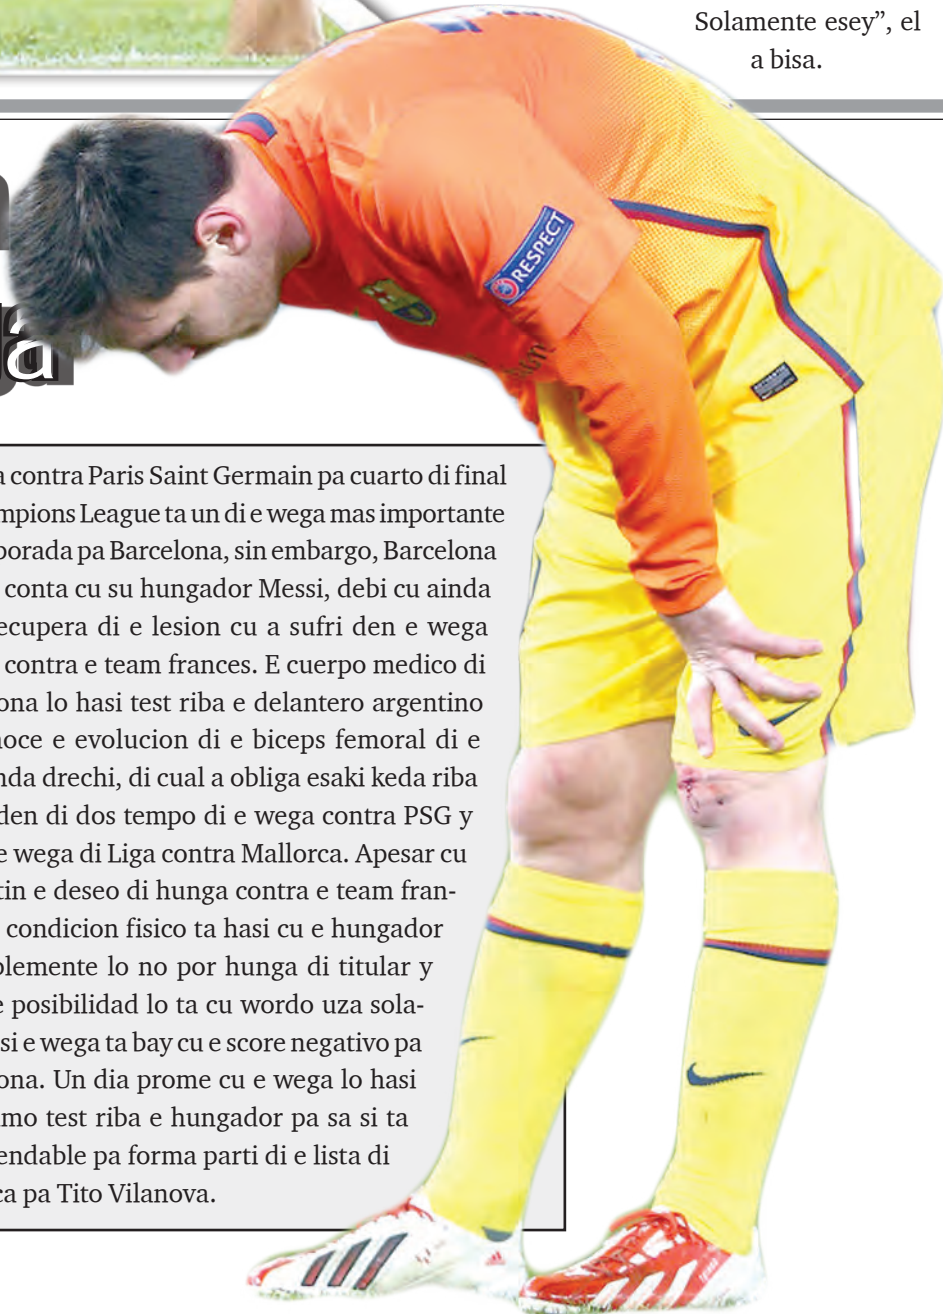 Solamente esey”, el
a bisa.
a
RESPECT
a contra Paris Saint Germain pa cuarto di final
mpions League ta un di e wega mas importante
porada pa Barcelona, sin embargo, Barcelona
conta cu su hungador Messi, debi cu ainda
ecupera di e lesion cu a sufri den e wega
contra e team frances. E cuerpo medico di
ona lo hasi test riba e delantero argentino
noce e evolucion di e biceps femoral di e
nda drechi, di cual a obliga esaki keda riba
den di dos tempo di e wega contra PSG y
e wega di Liga contra Mallorca. Apesar cu
tin e deseo di hunga contra e team fran-
condicion fisico ta hasi cu e hungador
blemente lo no por hunga di titular y
e posibilidad lo ta cu wordo uza sola-
si e wega ta bay cu e score negativo pa
ona. Un dia prome cu e wega lo hasi
imo test riba e hungador pa sa si ta
endable pa forma parti di e lista di
ca pa Tito Vilanova.